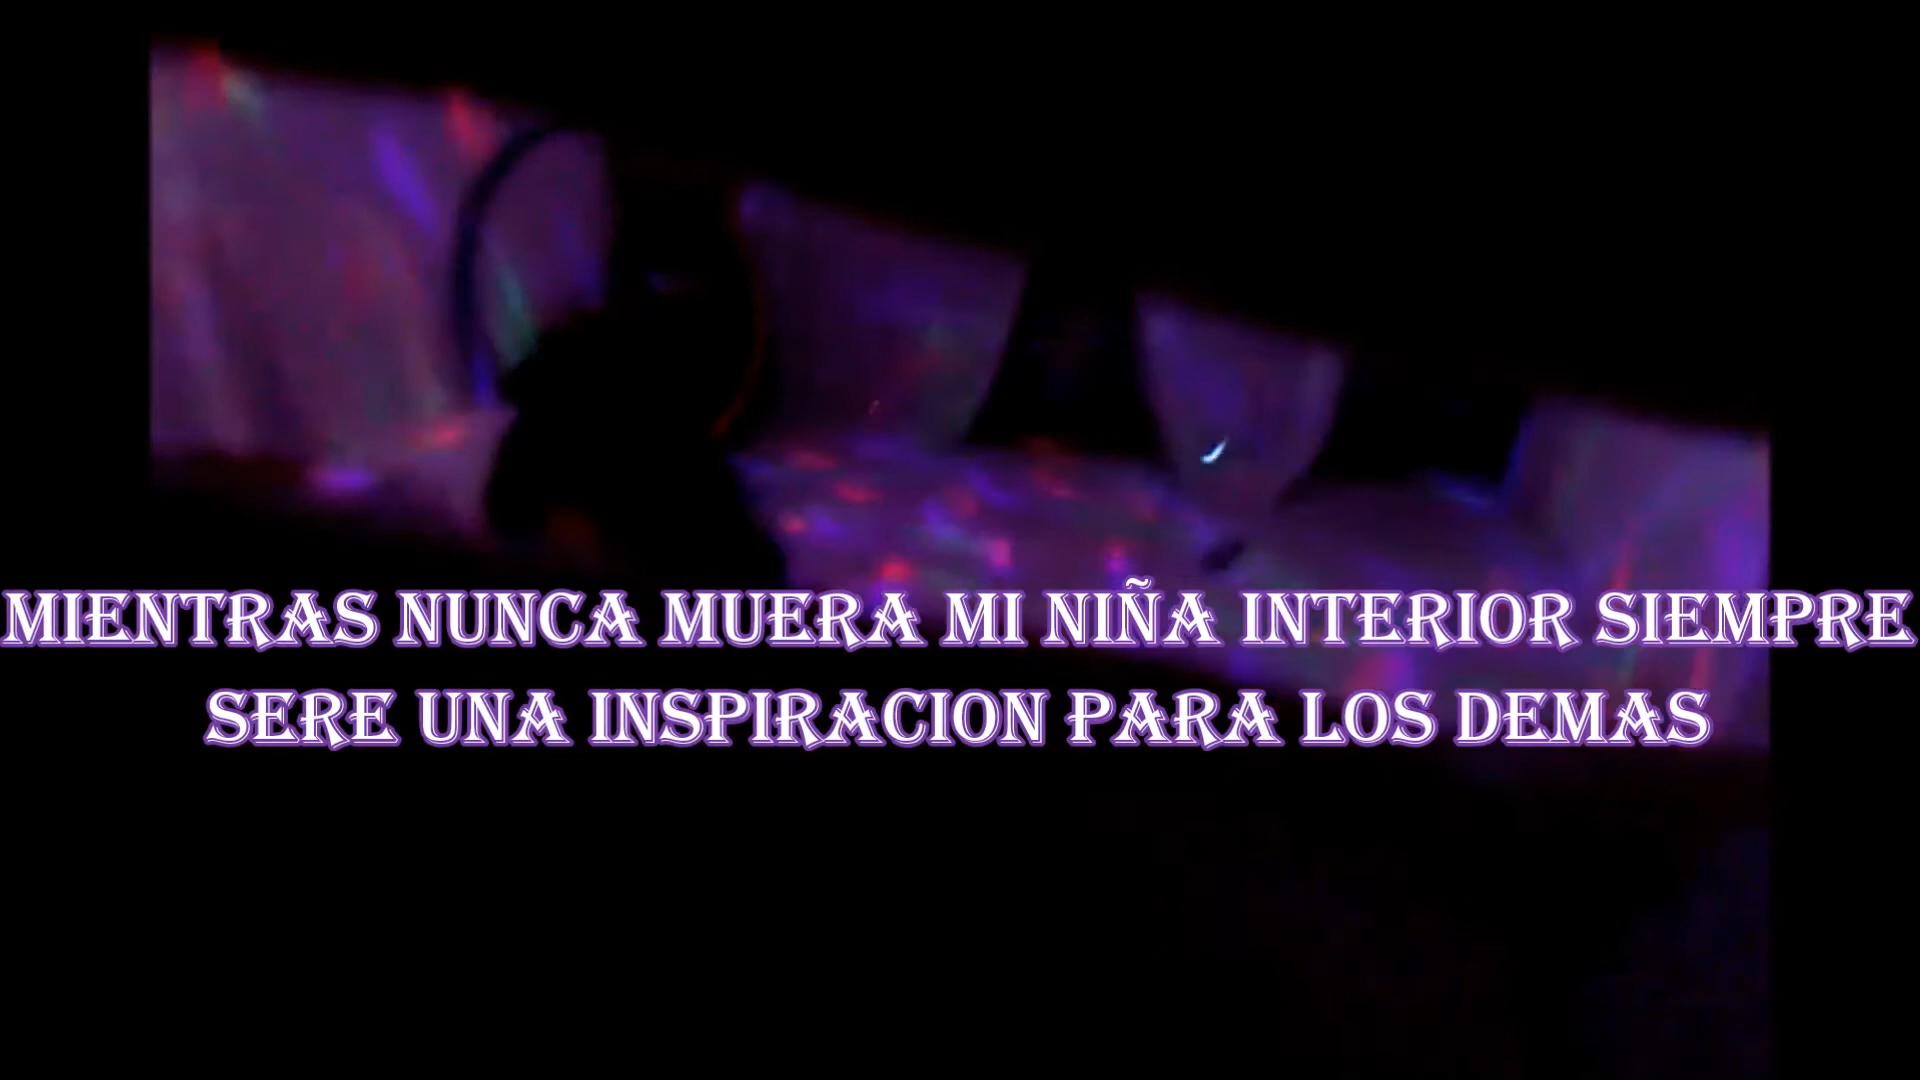 MIENTRAS NUNCA MUERA MI NIÑA INTERIOR SIEMPRE
SERE UNA INSPIRACION PARA LOS DEMAS